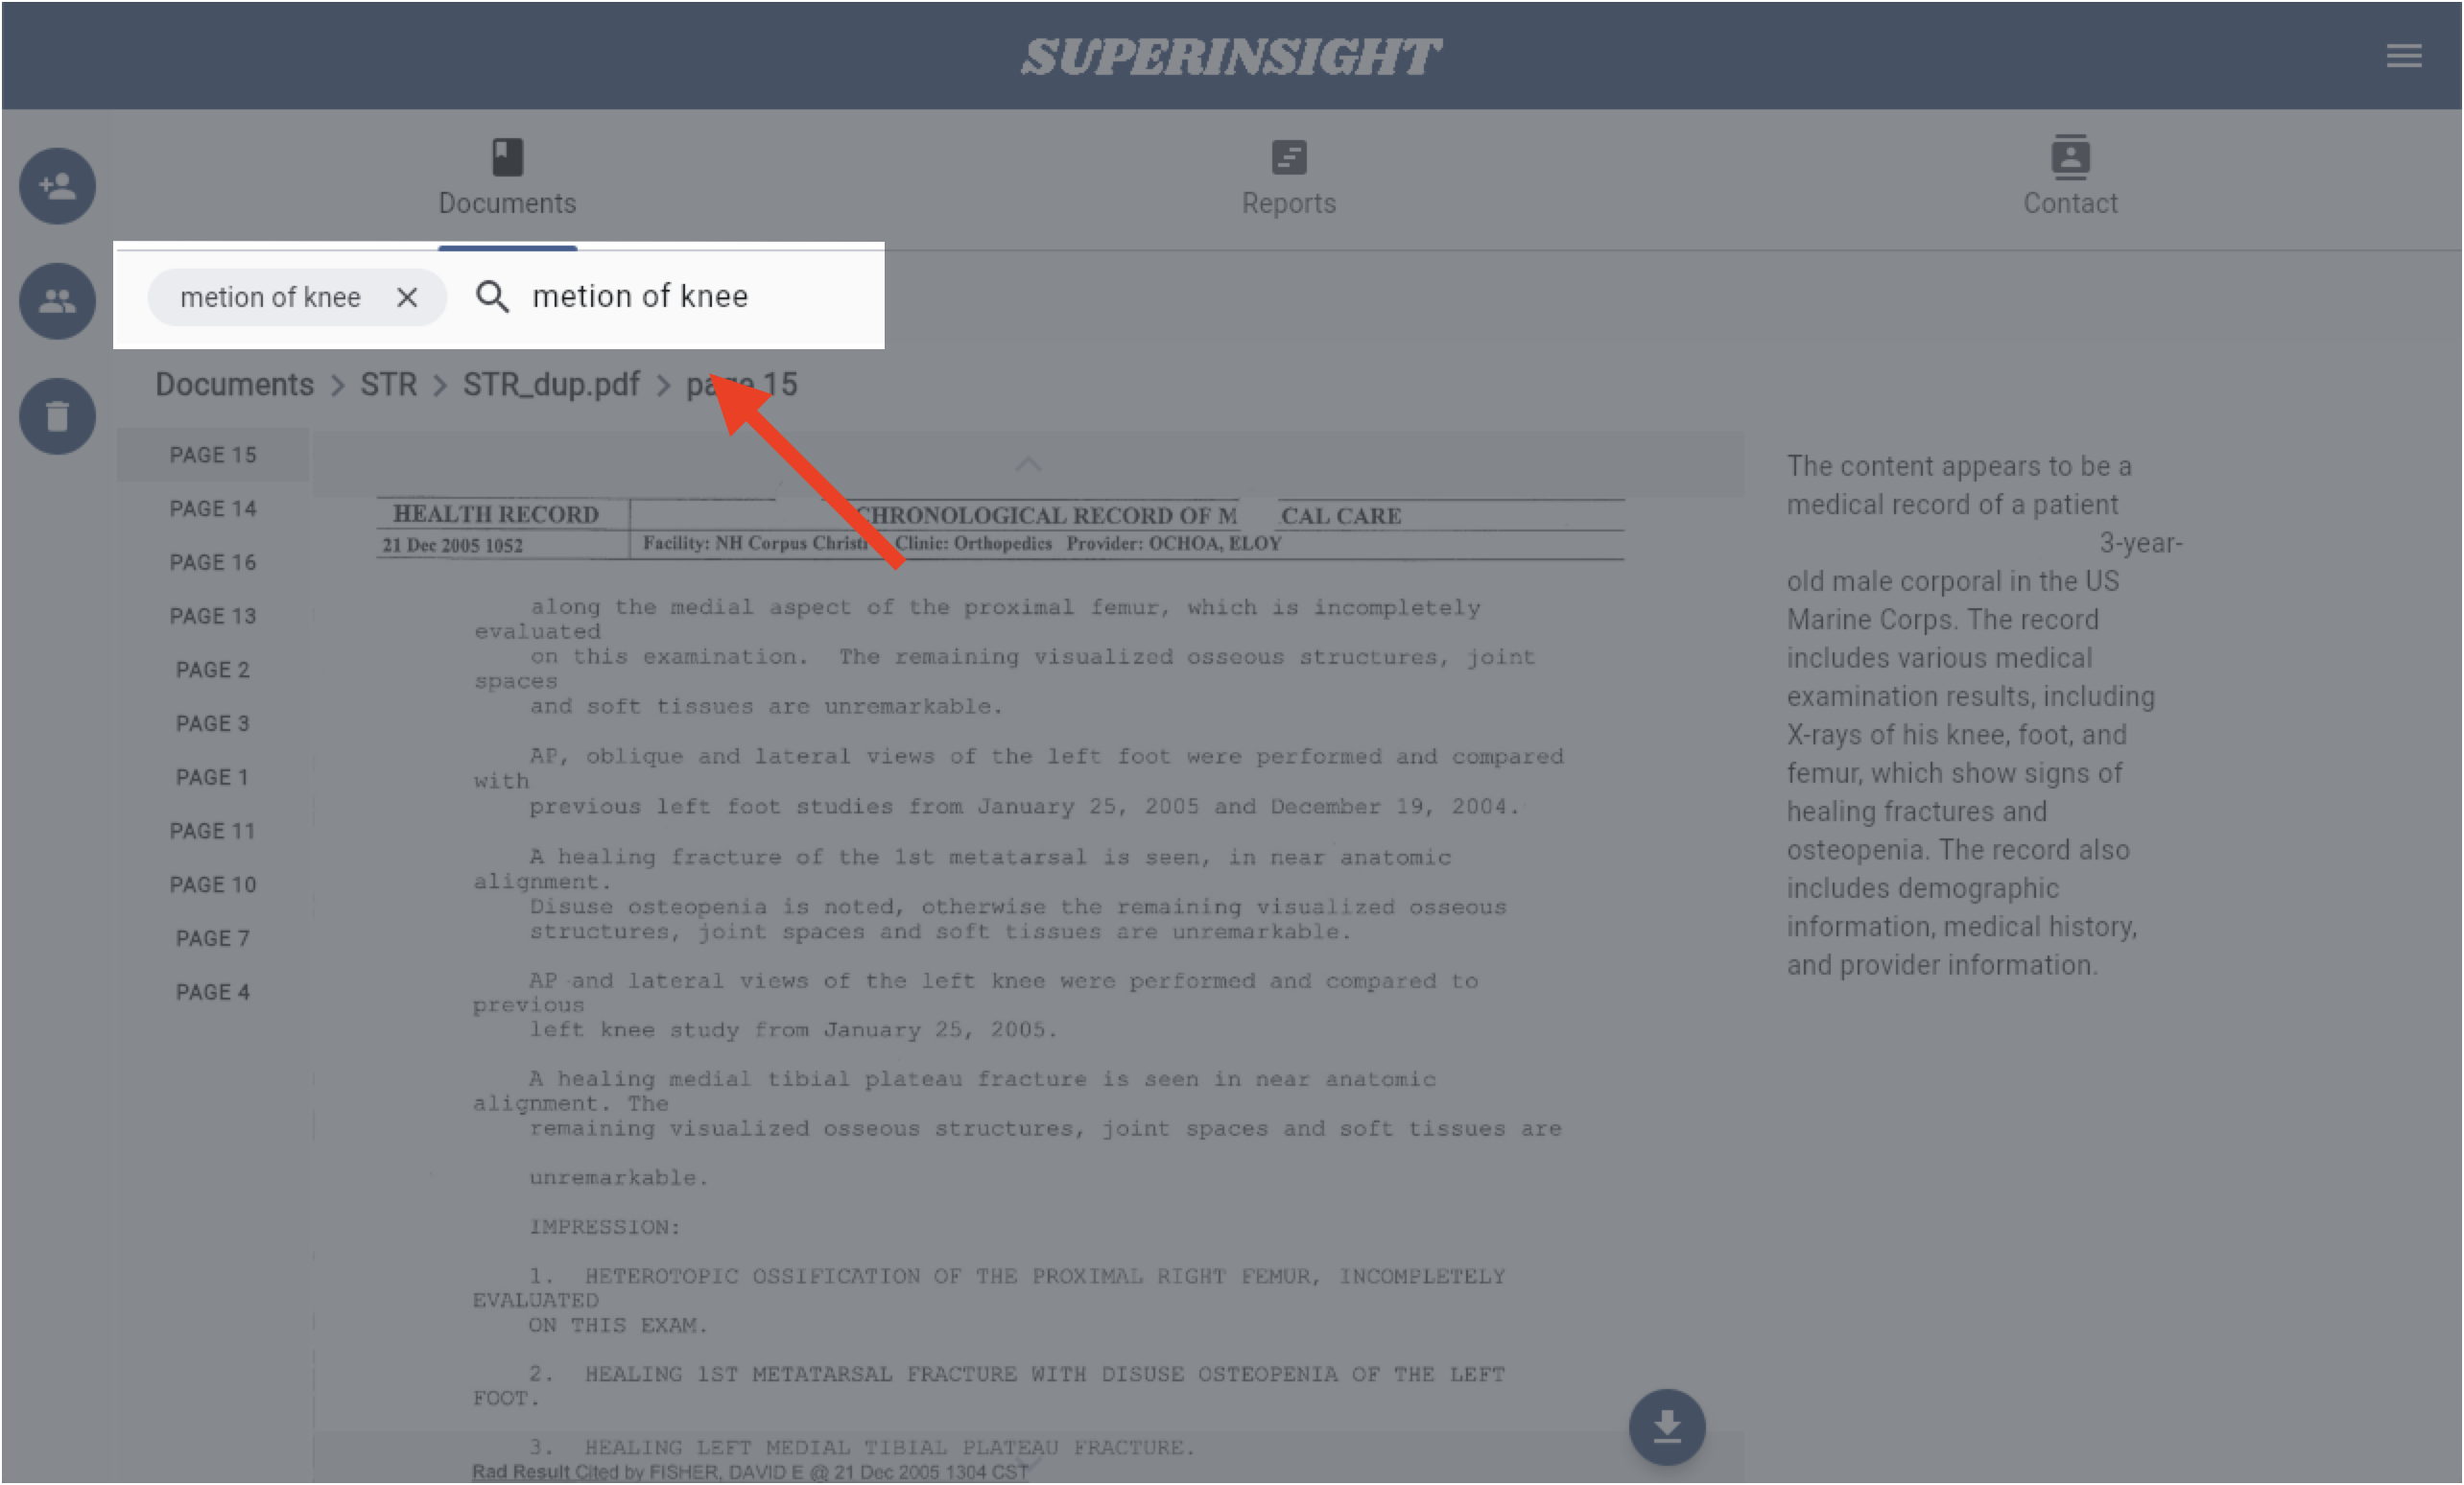 SUPERINSIGHT
Documents
Reports
Contact
metion of knee
metion of knee
Documents > STR > STR_dup.pdf > page 15
PAGE 15
PAGE 14
PAGE 16
PAGE 13
PAGE 2
PAGE 3
PAGE 1
PAGE 11
PAGE 10
PAGE 7
PAGE 4
HEALTH RECORD
CHRONOLOGICAL RECORD OF M CAL CARE
21 Dec 2005 1052
Facility: NH Corpus Christi Clinic: Orthopedics Provider: OCHOA, ELOY
along the medial aspect of the proximal femur, which is incompletely
evaluated
on this examination. The remaining visualized osseous structures, joint
spaces
and soft tissues are unremarkable.
AP, oblique and lateral views of the left foot were performed and compared
with
previous left foot studies from January 25, 2005 and December 19, 2004.
A healing fracture of the 1st metatarsal is seen, in near anatomic
alignment.
Disuse osteopenia is noted, otherwise the remaining visualized osseous
structures, joint spaces and soft tissues are unremarkable.
AP and lateral views of the left knee were performed and compared to
previous
left knee study from January 25, 2005.
A healing medial tibial plateau fracture is seen in near anatomic
alignment. The
remaining visualized osseous structures, joint spaces and soft tissues are
unremarkable.
IMPRESSION:
1. HETEROTOPIC OSSIFICATION OF THE PROXIMAL RIGHT FEMUR, INCOMPLETELY
EVALUATED
ON THIS EXAM.
2. HEALING 1ST METATARSAL FRACTURE WITH DISUSE OSTEOPENIA OF THE LEFT
FOOT.
3. HEALING LEFT MEDIAL TIBIAL PLATEAU FRACTURE.
Rad Result Cited by FISHER, DAVID E @ 21 Dec 2005 1304 CST
The content appears to be a
medical record of a patient
3-year-
old male corporal in the US
Marine Corps. The record
includes various medical
examination results, including
X-rays of his knee, foot, and
femur, which show signs of
healing fractures and
osteopenia. The record also
includes demographic
information, medical history,
and provider information.